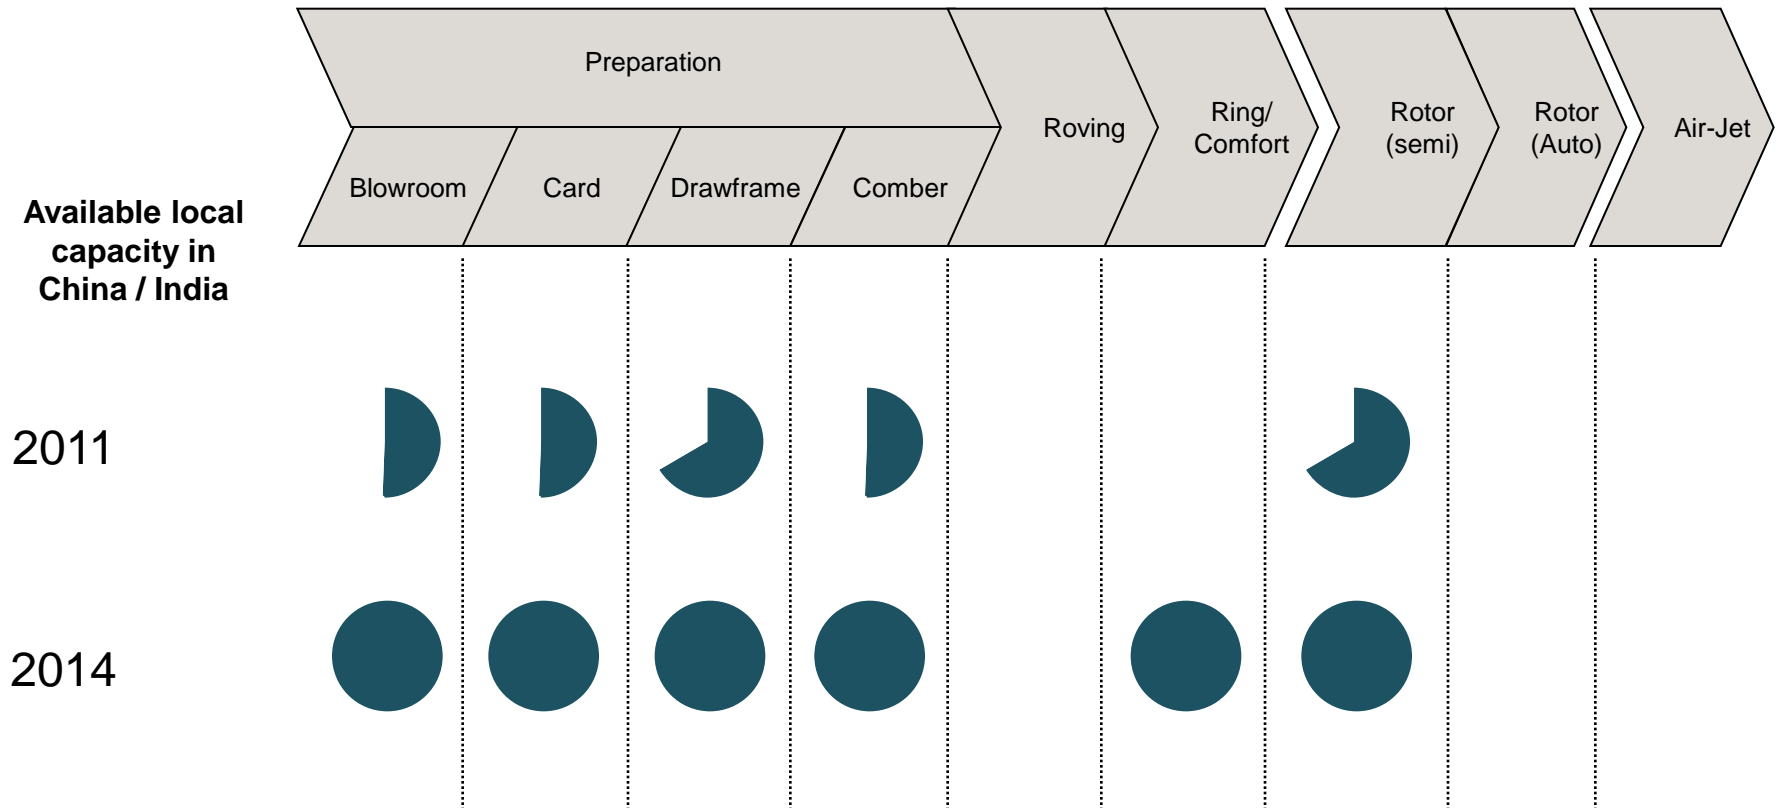 Preparation
Blowroom
Card
Drawframe
Comber
Roving
Ring/
Comfort
Rotor
(semi)
Rotor
(Auto)
Air-Jet
Available local
capacity in
China / India
2011
2014